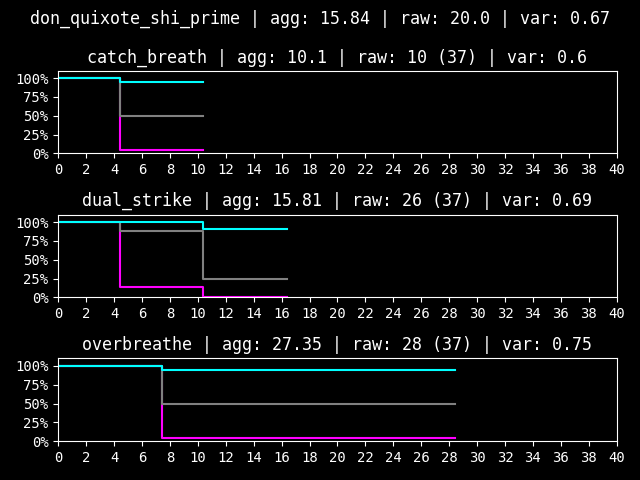 don_quixote_shi_prime | agg: 15.84 | raw: 20.0 | var: 0.67
catch_breath | agg: 10.1 | raw: 10 (37) | var: 0.6
100%
75%
50%
25%
0%
0 2 4 6 8 10 12 14 16 18 20 22 24 26 28 30 32 34 36 38 40
dual_strike | agg: 15.81 | raw: 26 (37) | var: 0.69
100%
75%
50%
25%
0%
0 2 4 6 8 10 12 14 16 18 20 22 24 26 28 30 32 34 36 38 40
overbreathe | agg: 27.35 | raw: 28 (37) | var: 0.75
100%
75%
50%
25%
0%
0 2 4 6 8 10 12 14 16 18 20 22 24 26 28 30 32 34 36 38 40